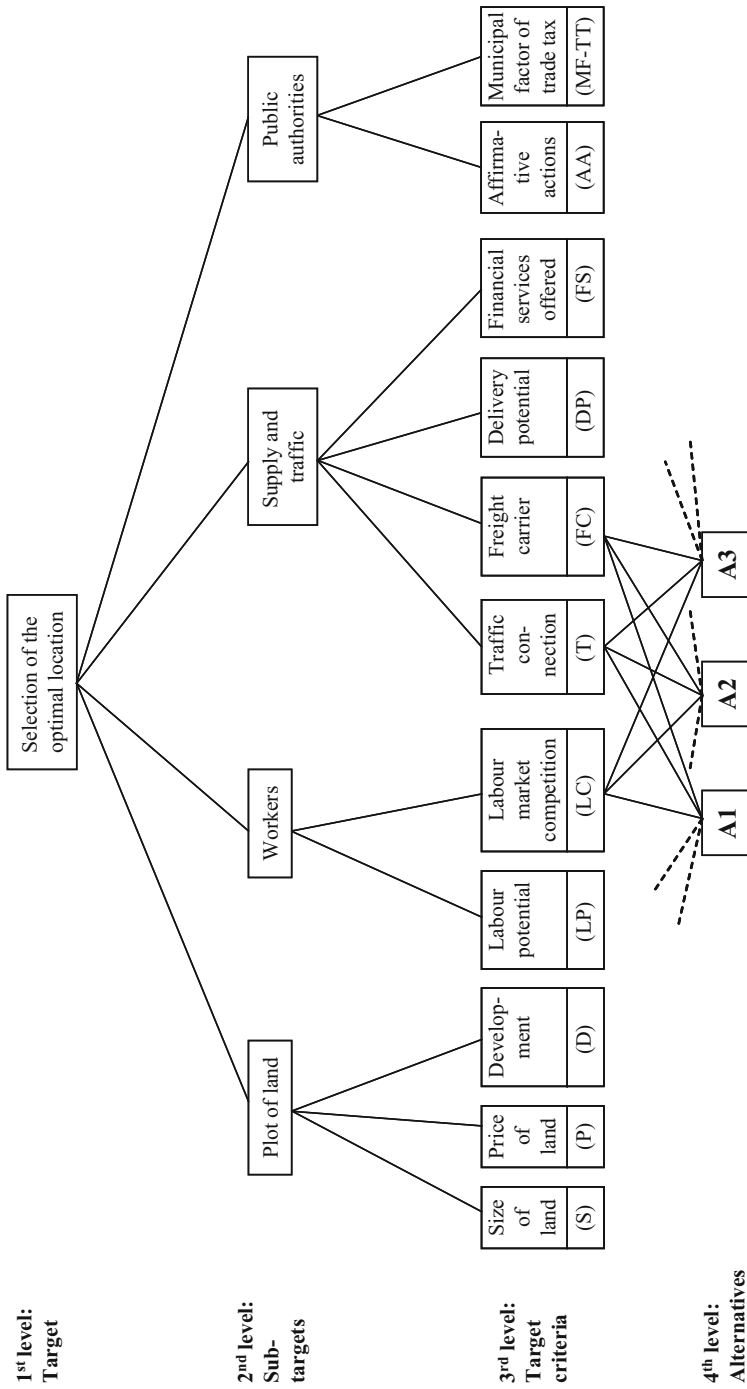 1st level:
Target
Selection of the
optimal location
2nd level:
Sub-
targets
Plot of land
Workers
Supply and
traffic
Public
authorities
3rd level:
Target
criteria
Size
of
land
(S)
Price
of
land
(P)
Develop-
ment
(D)
Labour
potential
(LP)
Labour
market
competition
(LC)
Traffic
con-
nection
(T)
Freight
carrier
(FC)
Delivery
potential
(DP)
Financial
services
offered
(FS)
Affirma-
tive
actions
(AA)
Municipal
factor of
trade tax
(MF-TT)
4th level:
Alternatives
A1
A2
A3